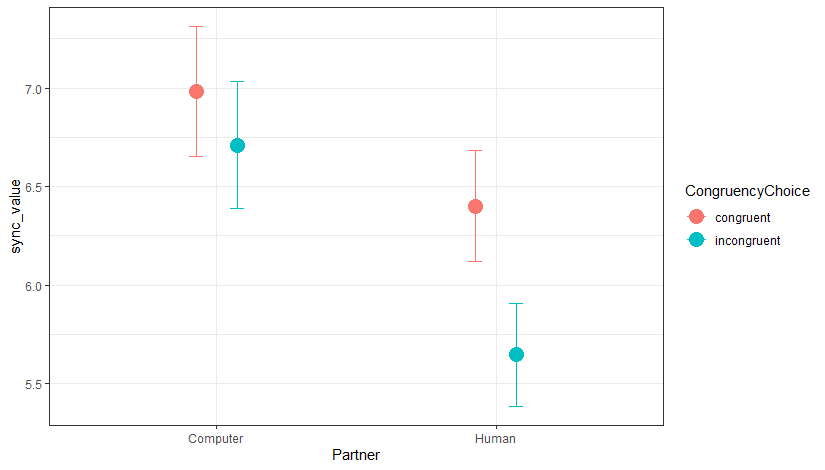 7.0
6.5
6.0
5.5
sync_value
Computer
Human
Partner
CongruencyChoice
congruent
incongruent